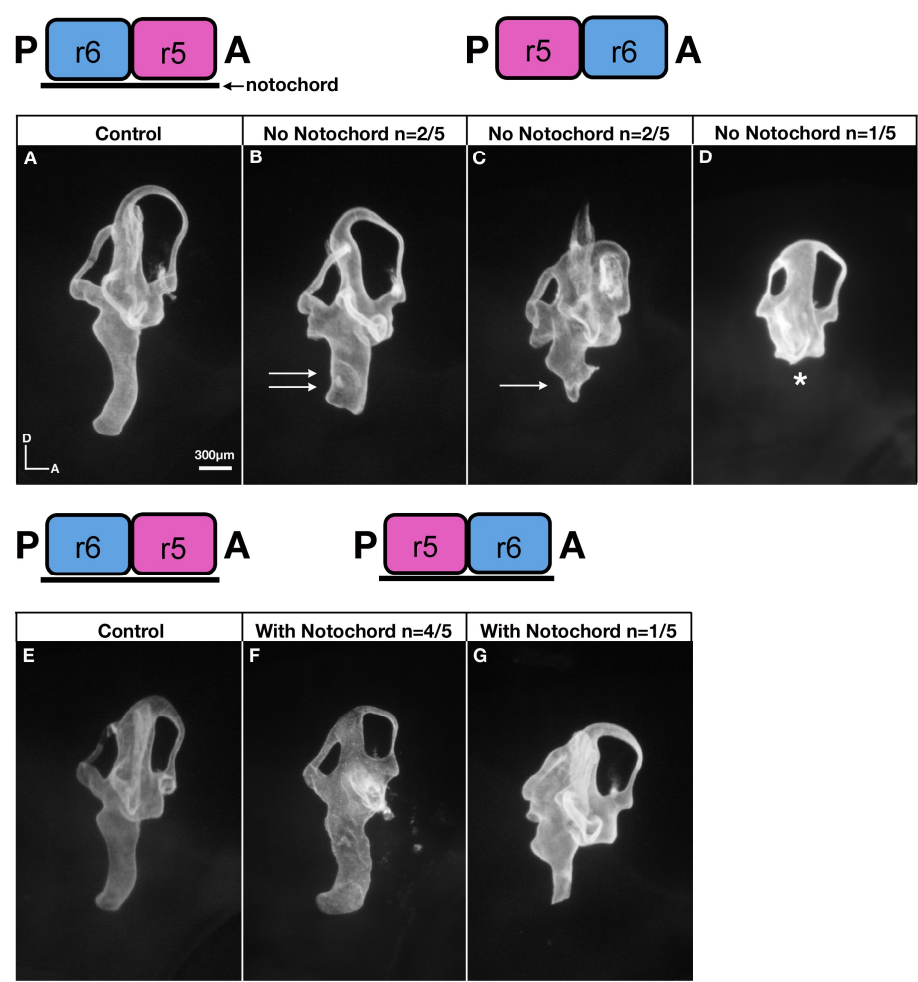 P r6 r5 A
←notochord
P r5 r6 A
Control
No Notochord n=2/5
No Notochord n=2/5
No Notochord n=1/5
A
B
C
D
*
D
A
300µm
P r6 r5 A
P r5 r6 A
Control
With Notochord n=4/5
With Notochord n=1/5
E
F
G